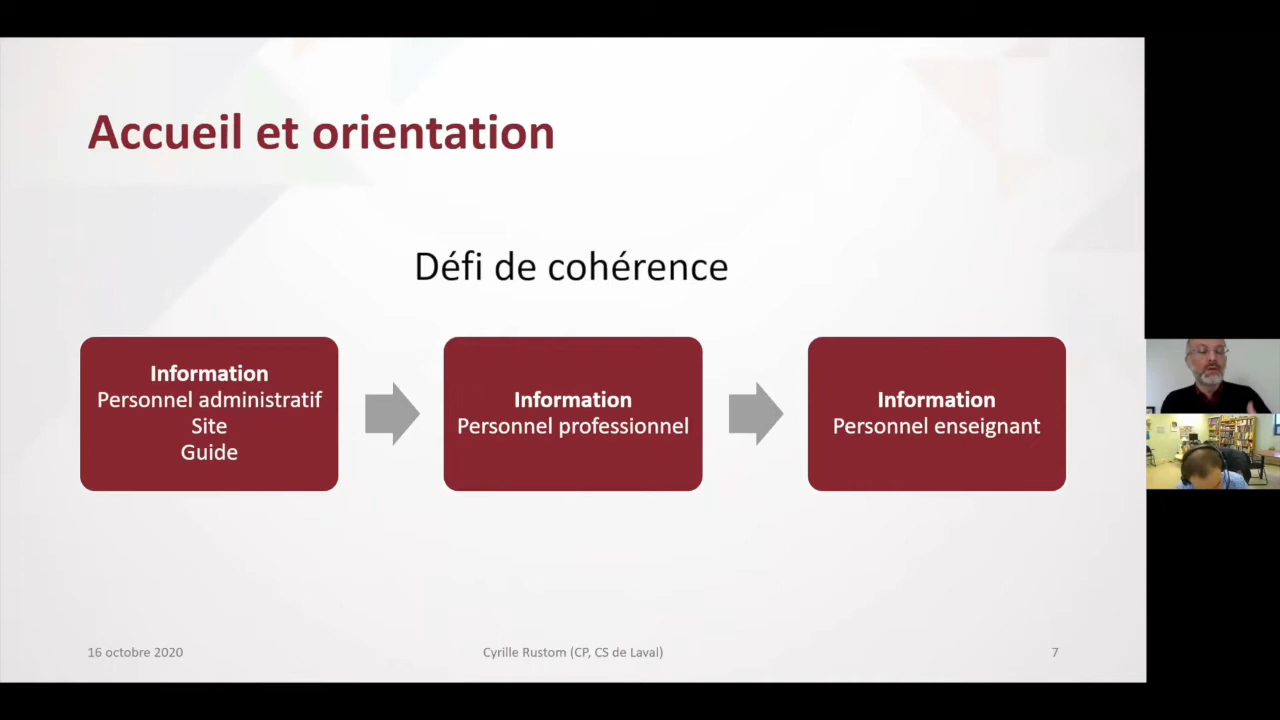 Accueil et orientation
Défi de cohérence
Information
Personnel administratif
Site
Guide
Information
Personnel professionnel
Information
Personnel enseignant
16 octobre 2020
Cyrille Rustom (CP, CS de Laval)
7